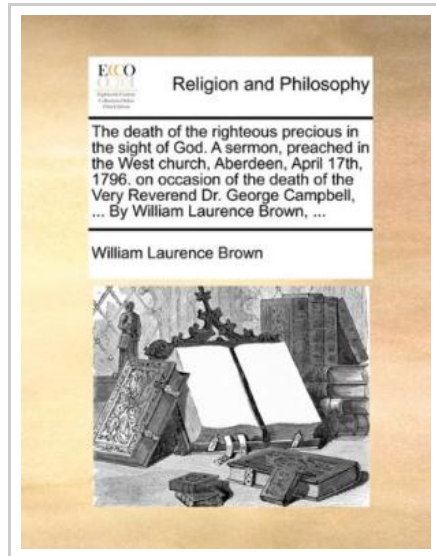 ECCO
Religion and Philosophy
The death of the righteous precious in
the sight of God. A sermon, preached in
the West church, Aberdeen, April 17th,
1796. on occasion of the death of the
Very Reverend Dr. George Campbell,
... By William Laurence Brown, ...
William Laurence Brown